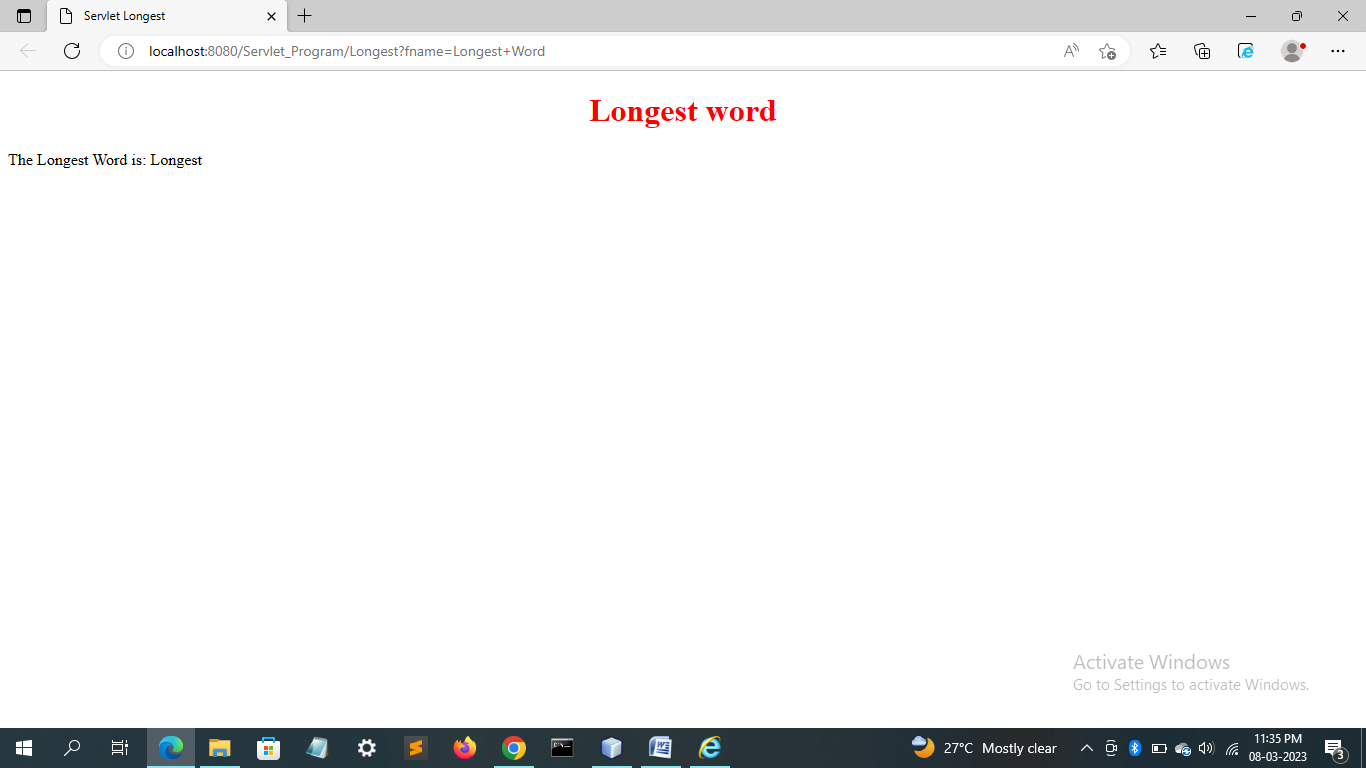 Servlet Longest
localhost:8080/Servlet_Program/Longest?fname=Longest+Word
Longest word
The Longest Word is: Longest
Activate Windows
Go to Settings to activate Windows.
27°C Mostly clear
11:35 PM
08-03-2023
3